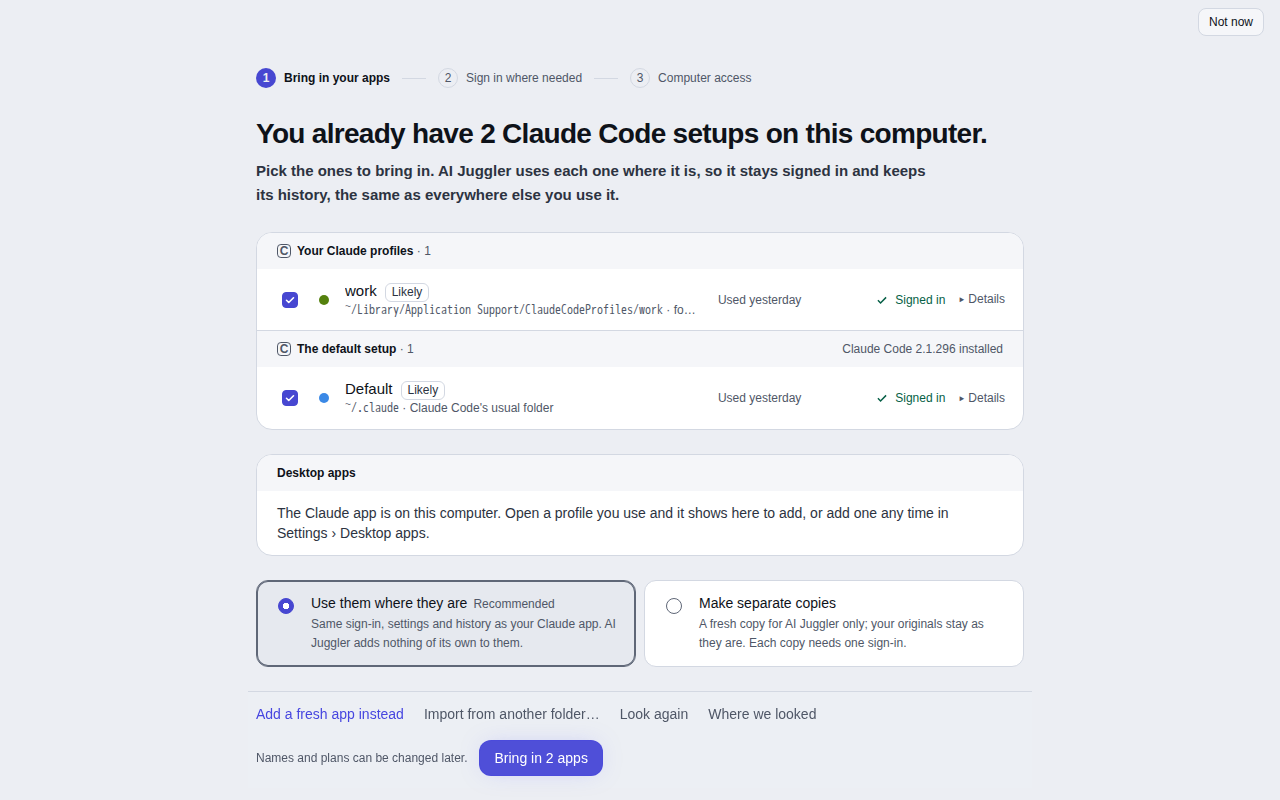 Not now
1 Bring in your apps 2 Sign in where needed 3 Computer access
You already have 2 Claude Code setups on this computer.
Pick the ones to bring in. AI Juggler uses each one where it is, so it stays signed in and keeps
its history, the same as everywhere else you use it.
C Your Claude profiles · 1
work Likely
~/Library/Application Support/ClaudeCodeProfiles/work · fo…
Used yesterday
Signed in
▸ Details
C The default setup · 1
Claude Code 2.1.296 installed
Default Likely
~/.claude · Claude Code's usual folder
Used yesterday
Signed in
▸ Details
Desktop apps
The Claude app is on this computer. Open a profile you use and it shows here to add, or add one any time in
Settings › Desktop apps.
Use them where they are Recommended
Same sign-in, settings and history as your Claude app. AI
Juggler adds nothing of its own to them.
Make separate copies
A fresh copy for AI Juggler only; your originals stay as
they are. Each copy needs one sign-in.
Add a fresh app instead Import from another folder… Look again Where we looked
Names and plans can be changed later. Bring in 2 apps